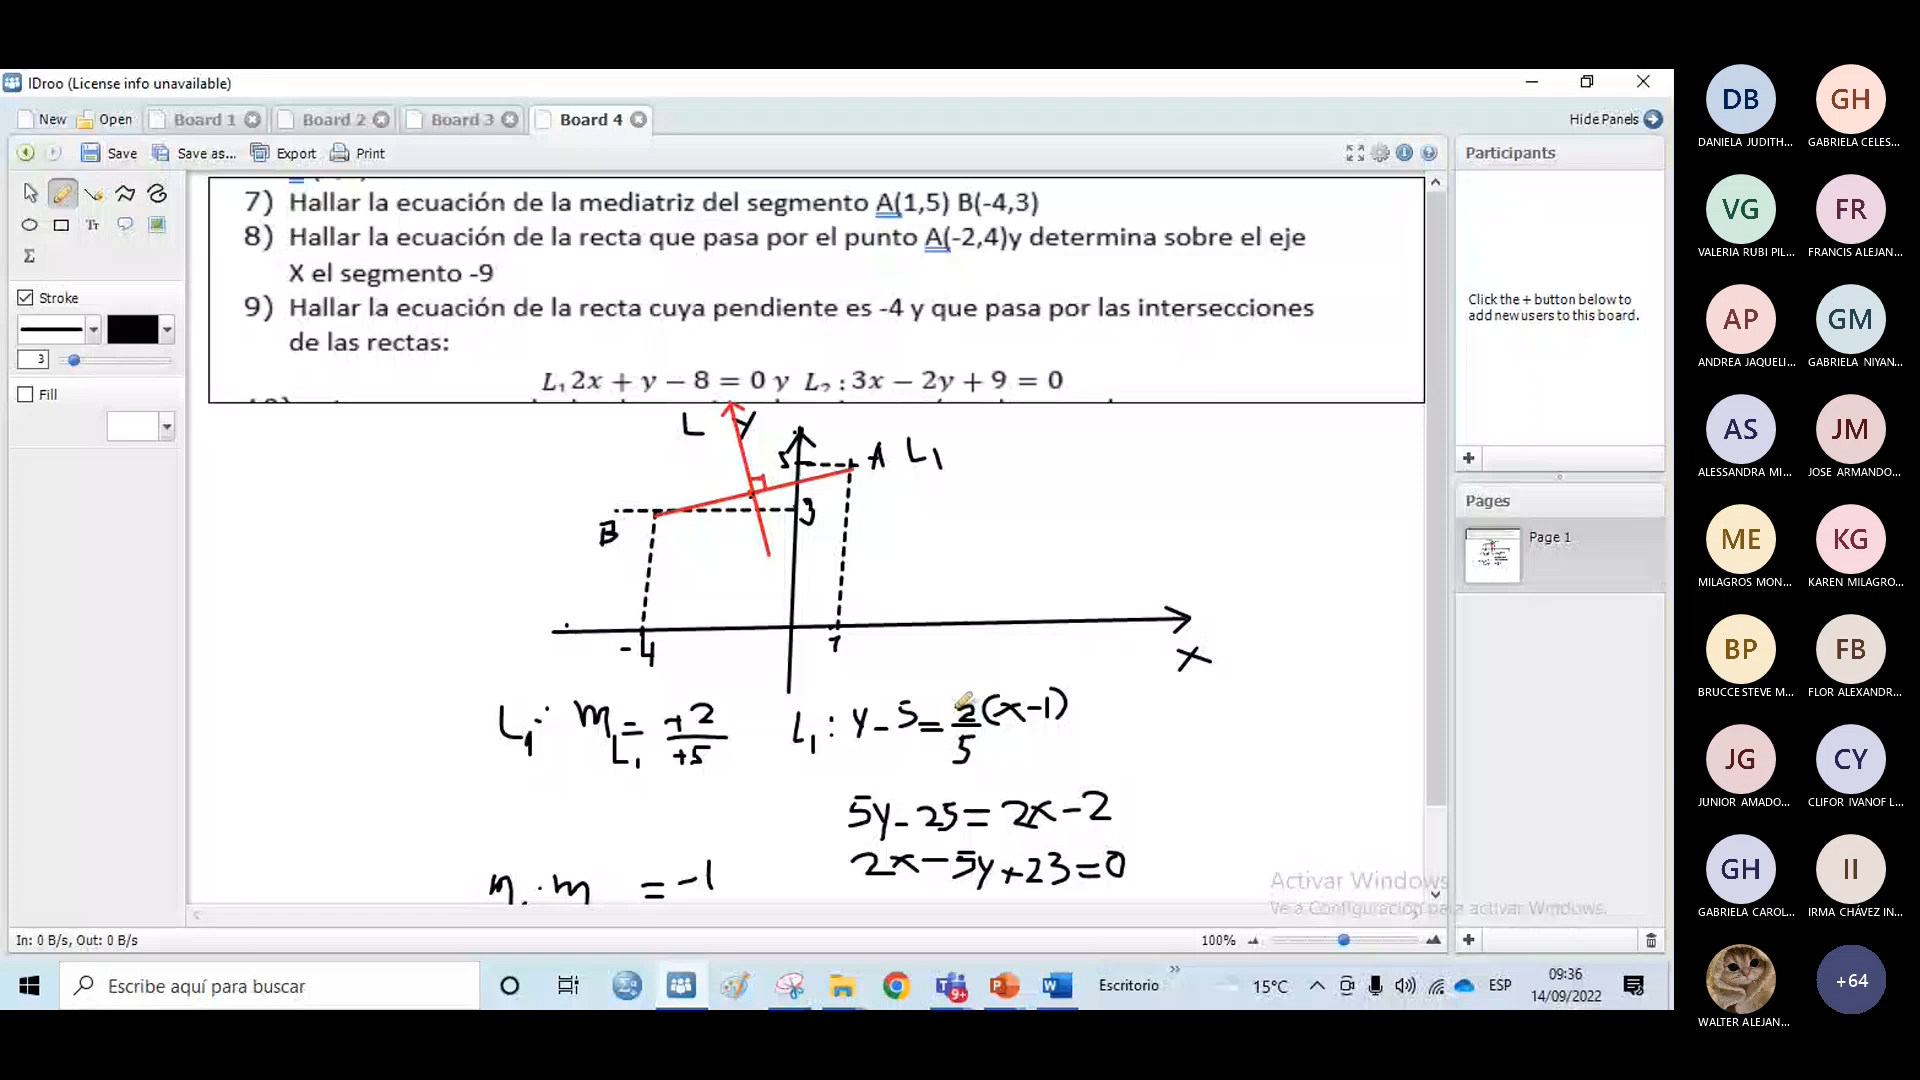 IDroo (License info unavailable)
New Open Board 1 Board 2 Board 3 Board 4 Hide Panels
Save Save as... Export Print
Stroke
3
Fill
7) Hallar la ecuación de la mediatriz del segmento A(1,5) B(-4,3)
8) Hallar la ecuación de la recta que pasa por el punto A(-2,4)y determina sobre el eje
X el segmento -9
9) Hallar la ecuación de la recta cuya pendiente es -4 y que pasa por las intersecciones
de las rectas:
L₁ 2x + y − 8 = 0 y L₂ : 3x − 2y + 9 = 0
L y
5 A L1
B 3
-4 1
X
L1: mL1 = +2/+5 L1: y-5=2/5(x-1)
5y-25=2x-2
2x-5y+23=0
m. m = -1
Participants
Click the + button below to
add new users to this board.
Pages
Page 1
Activar Windows
Ve a Configuración para activar Windows.
In: 0 B/s, Out: 0 B/s 100%
Escribe aquí para buscar
9+
Escritorio
15°C
ESP
09:36
14/09/2022
DB GH
DANIELA JUDITH... GABRIELA CELES...
VG FR
VALERIA RUBI PIL... FRANCIS ALEJAN...
AP GM
ANDREA JAQUELI... GABRIELA NIYAN...
AS JM
ALESSANDRA MI... JOSE ARMANDO...
ME KG
MILAGROS MON... KAREN MILAGRO...
BP FB
BRUCCE STEVE M... FLOR ALEXANDR...
JG CY
JUNIOR AMADO... CLIFOR IVANOF L...
GH II
GABRIELA CAROL... IRMA CHÁVEZ IN...
+64
WALTER ALEJAN...